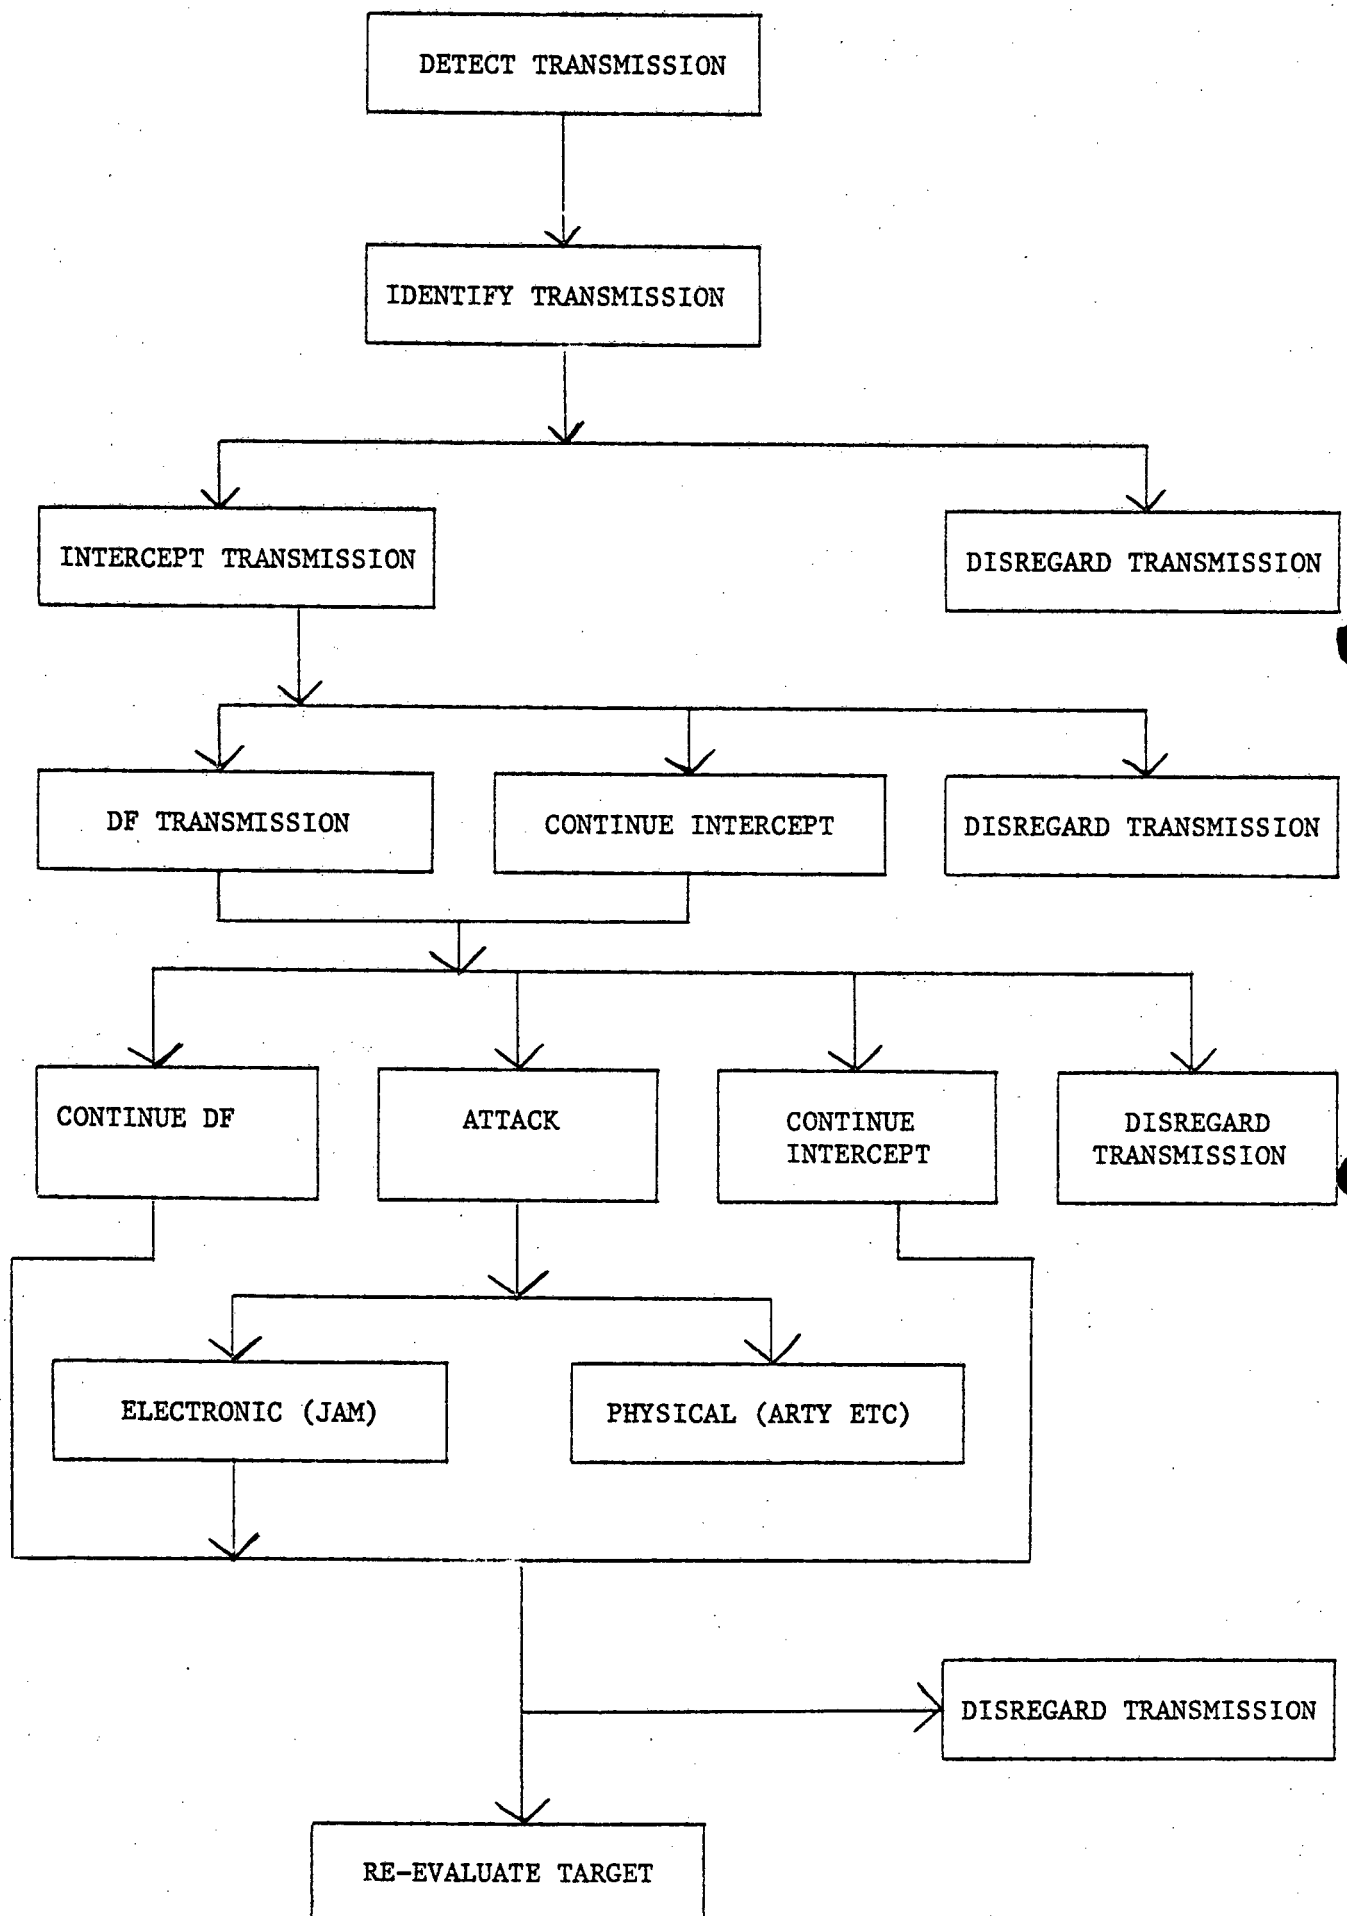 DETECT TRANSMISSION
IDENTIFY TRANSMISSION
INTERCEPT TRANSMISSION
DISREGARD TRANSMISSION
DF TRANSMISSION
CONTINUE INTERCEPT
DISREGARD TRANSMISSION
CONTINUE DF
ATTACK
CONTINUE
INTERCEPT
DISREGARD
TRANSMISSION
ELECTRONIC (JAM)
PHYSICAL (ARTY ETC)
DISREGARD TRANSMISSION
RE-EVALUATE TARGET